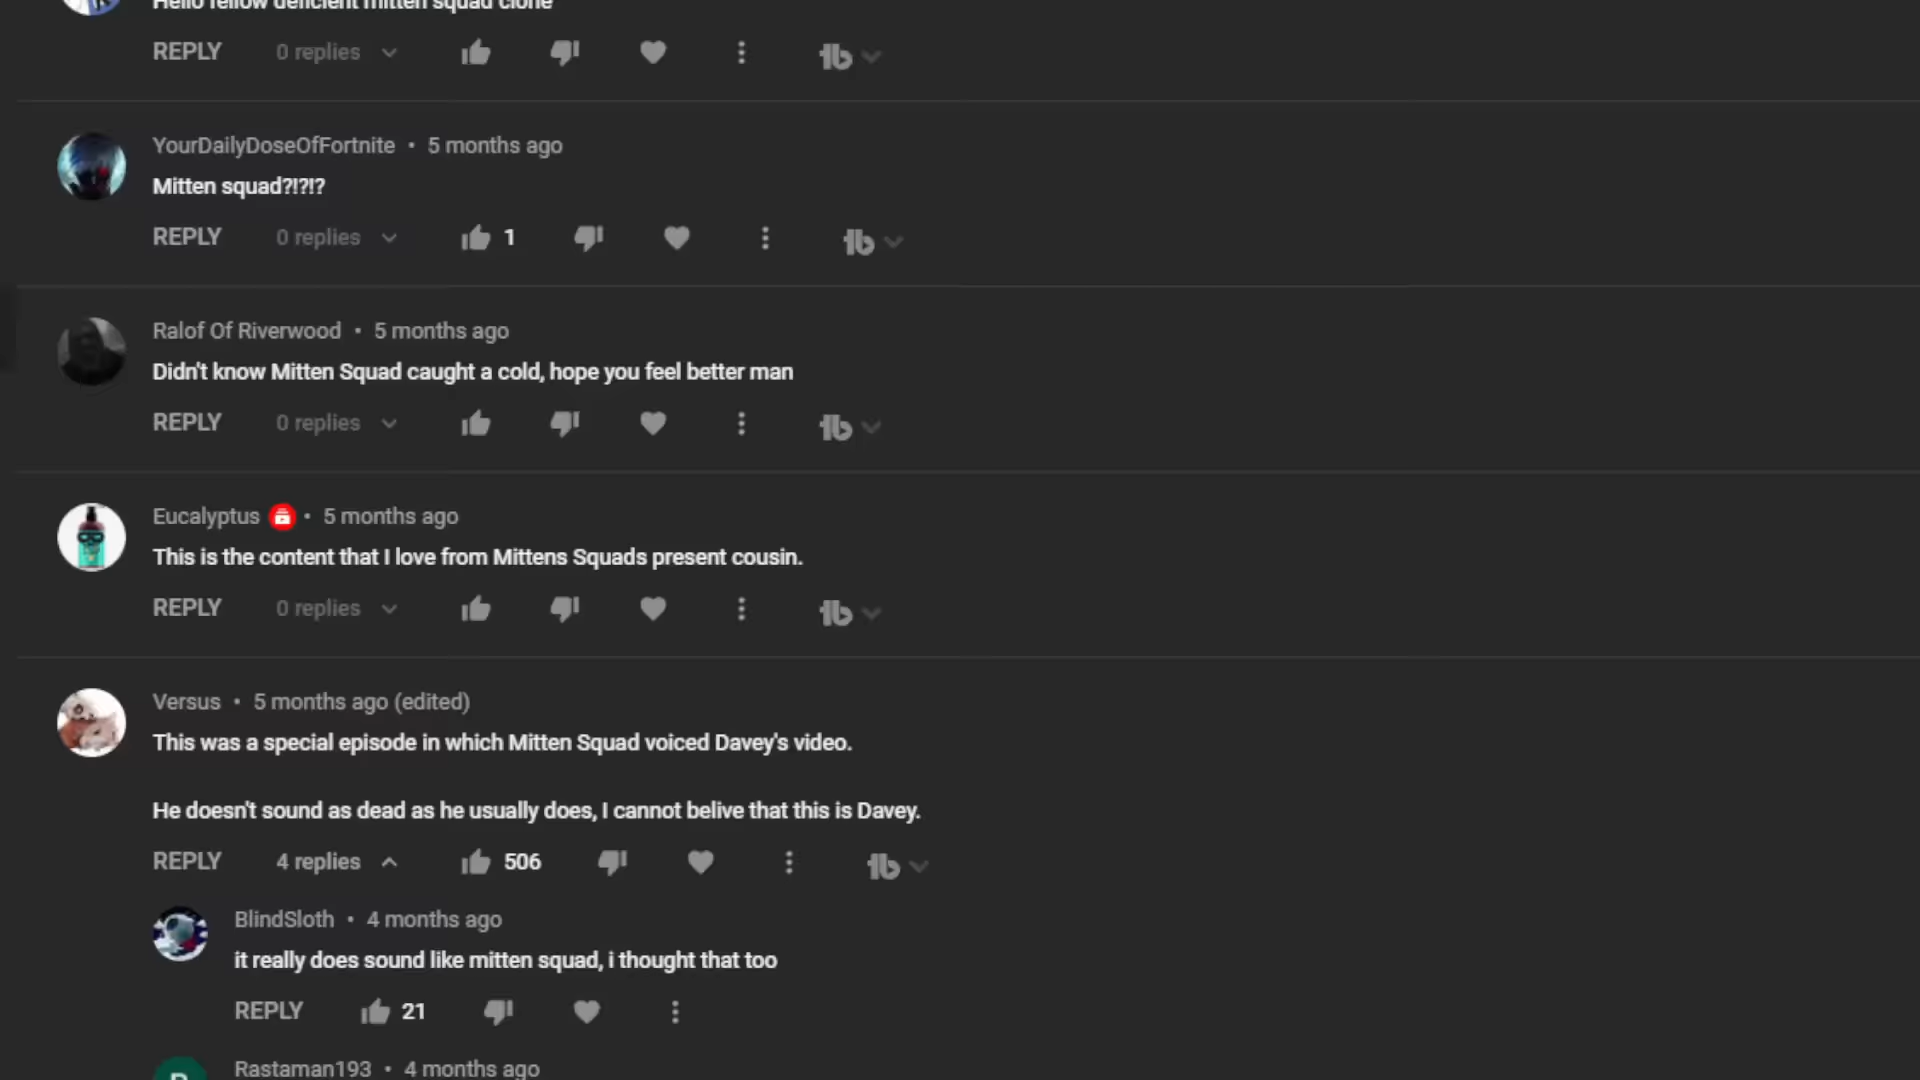 Hello fellow deficient mitten squad clone
REPLY 0 replies
YourDailyDoseOfFortnite • 5 months ago
Mitten squad?!?!?
REPLY 0 replies 1
Ralof Of Riverwood • 5 months ago
Didn't know Mitten Squad caught a cold, hope you feel better man
REPLY 0 replies
Eucalyptus • 5 months ago
This is the content that I love from Mittens Squads present cousin.
REPLY 0 replies
Versus • 5 months ago (edited)
This was a special episode in which Mitten Squad voiced Davey's video.
He doesn't sound as dead as he usually does, I cannot belive that this is Davey.
REPLY 4 replies 506
BlindSloth • 4 months ago
it really does sound like mitten squad, i thought that too
REPLY 21
Rastaman193 • 4 months ago